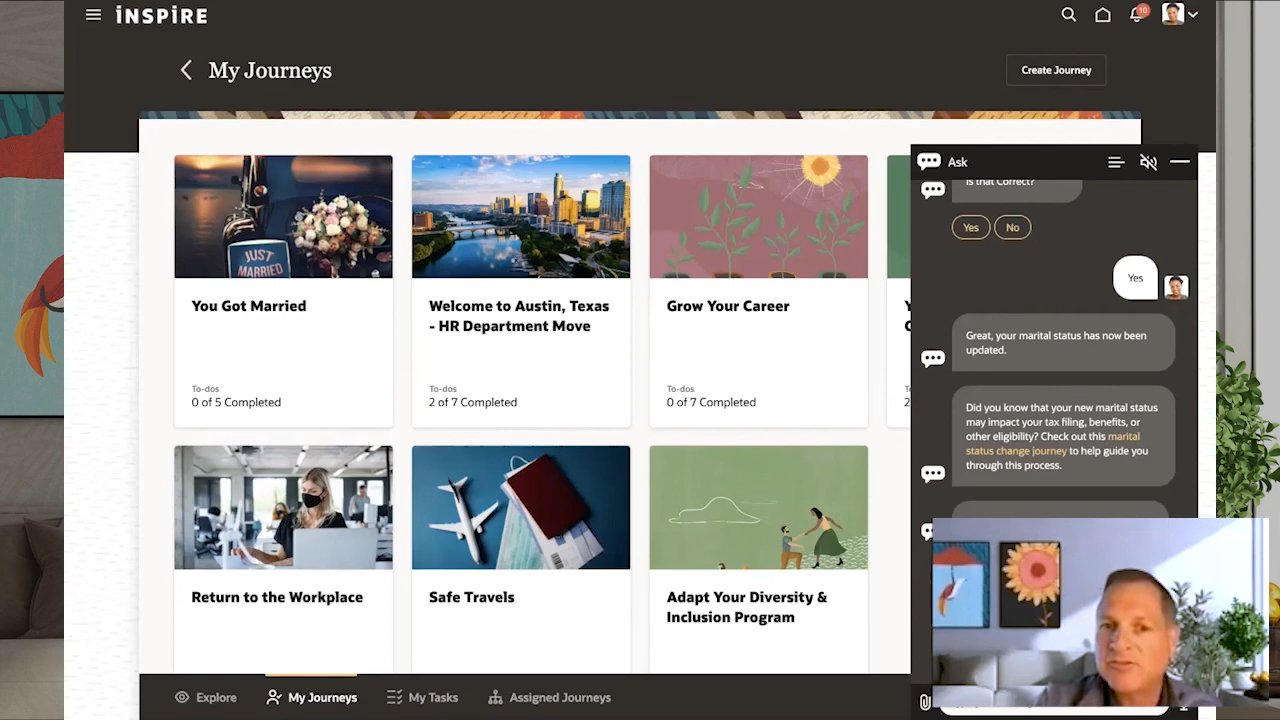 iNSPiRE
10
My Journeys
Create Journey
JUST
MARRIED
You Got Married
To-dos
0 of 5 Completed
Welcome to Austin, Texas
- HR Department Move
To-dos
2 of 7 Completed
Grow Your Career
To-dos
0 of 7 Completed
Return to the Workplace
Safe Travels
Adapt Your Diversity &
Inclusion Program
Ask
Is that Correct?
Yes
No
Yes
Great, your marital status has now been
updated.
Did you know that your new marital status
may impact your tax filing, benefits, or
other eligibility? Check out this marital
status change journey to help guide you
through this process.
Explore
My Journeys
My Tasks
Assigned Journeys